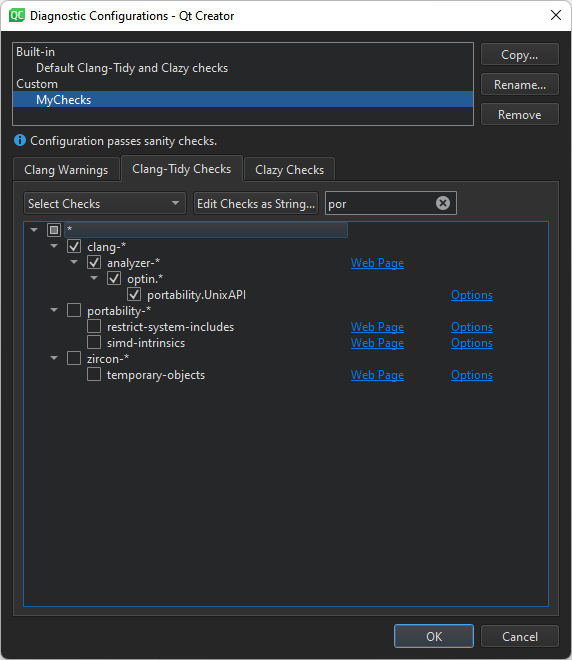 QC Diagnostic Configurations - Qt Creator
Built-in
Default Clang-Tidy and Clazy checks
Custom
MyChecks
Copy...
Rename...
Remove
Configuration passes sanity checks.
Clang Warnings Clang-Tidy Checks Clazy Checks
Select Checks Edit Checks as String... por
*
clang-*
analyzer-* Web Page
optin.*
portability.UnixAPI Options
portability-*
restrict-system-includes Web Page Options
simd-intrinsics Web Page Options
zircon-*
temporary-objects Web Page Options
OK Cancel